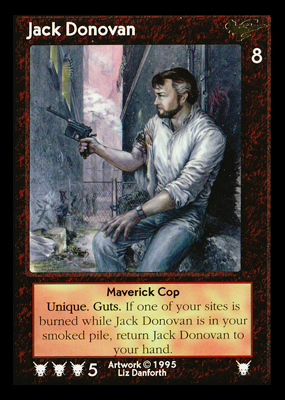 Jack Donovan
8
Maverick Cop
Unique. Guts. If one of your sites is
burned while Jack Donovan is in your
smoked pile, return Jack Donovan to
your hand.
5
Artwork © 1995
Liz Danforth